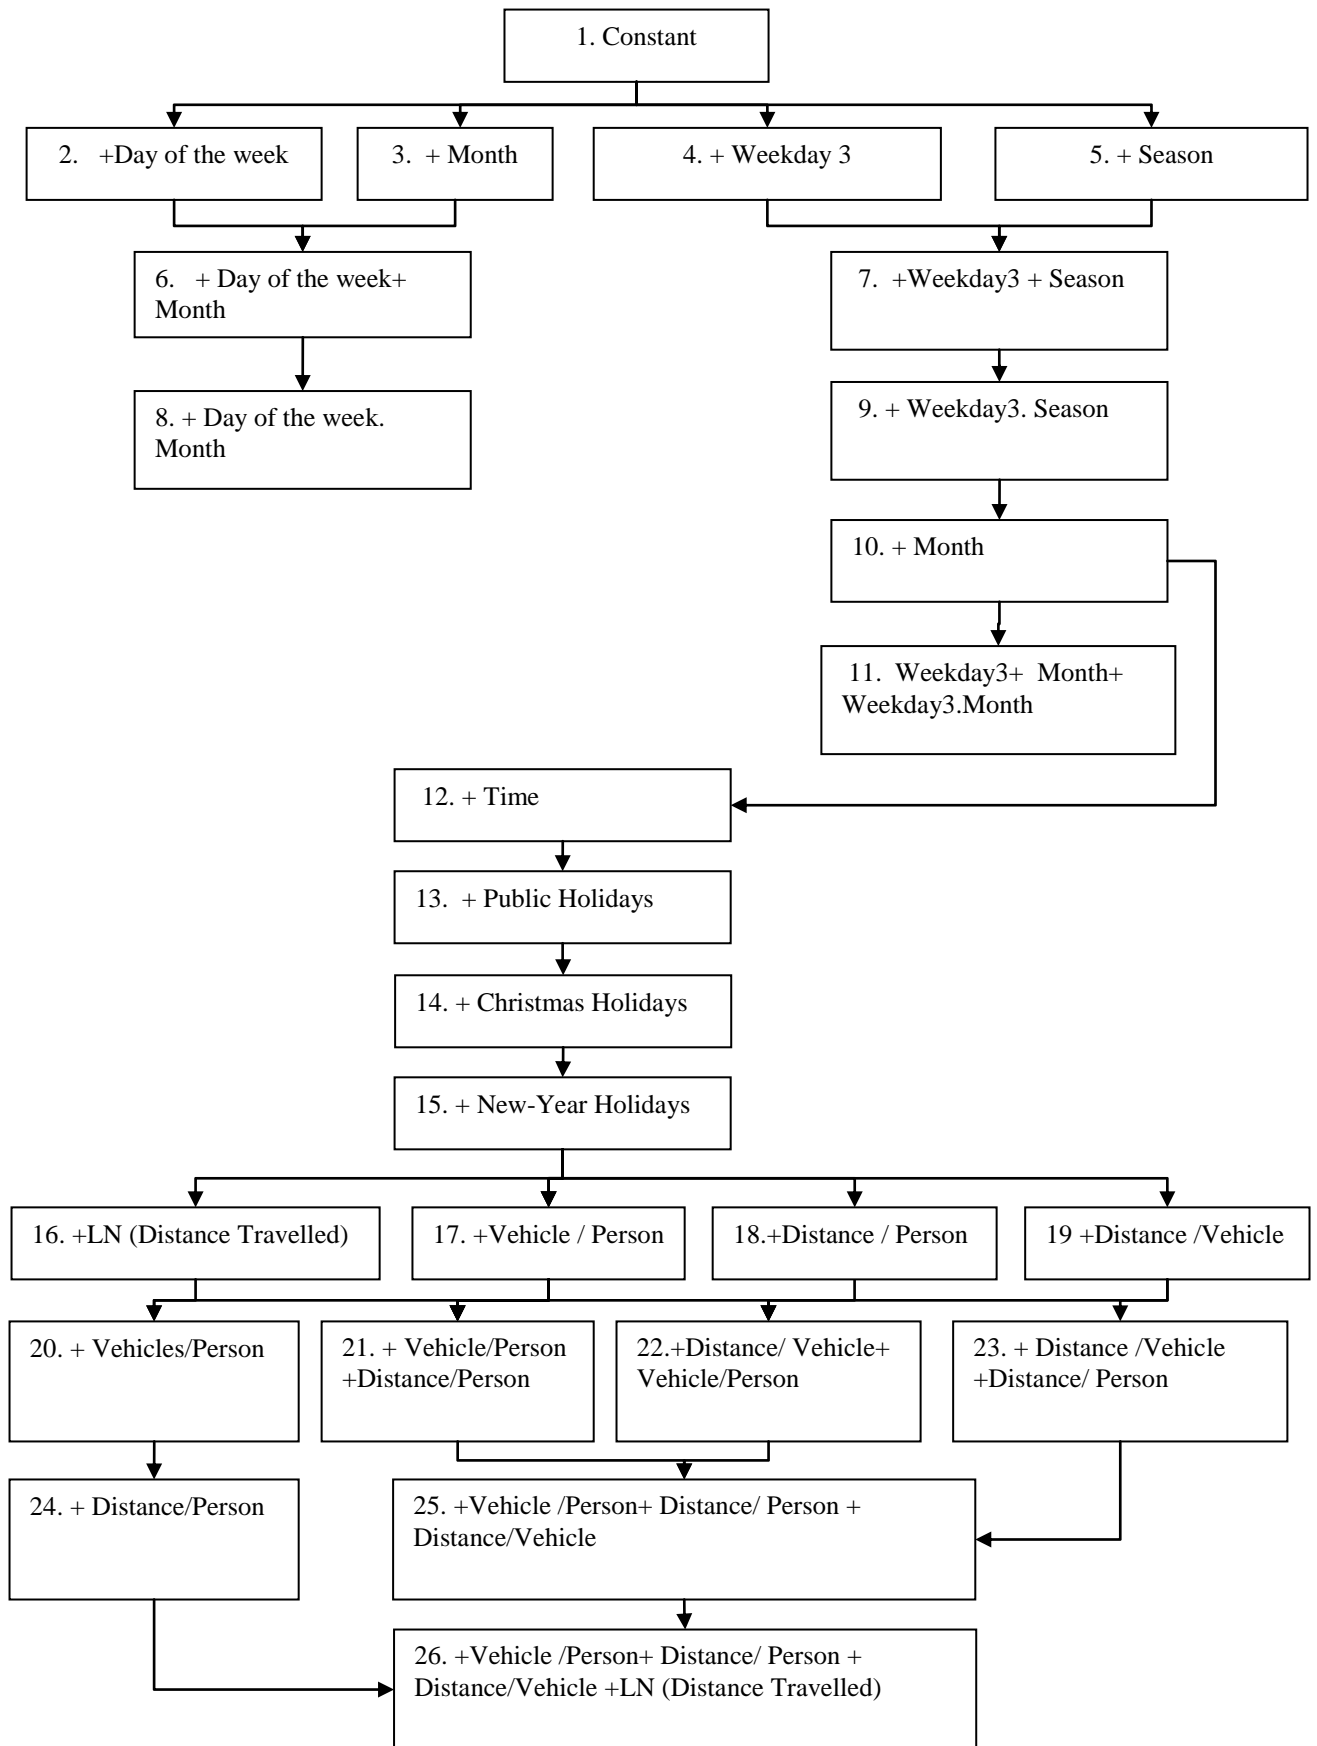 1. Constant
2. +Day of the week
3. + Month
4. + Weekday 3
5. + Season
6. + Day of the week+
Month
7. +Weekday3 + Season
8. + Day of the week.
Month
9. + Weekday3. Season
10. + Month
11. Weekday3+ Month+
Weekday3.Month
12. + Time
13. + Public Holidays
14. + Christmas Holidays
15. + New-Year Holidays
16. +LN (Distance Travelled)
17. +Vehicle / Person
18.+Distance / Person
19 +Distance /Vehicle
20. + Vehicles/Person
21. + Vehicle/Person
+Distance/Person
22.+Distance/ Vehicle+
Vehicle/Person
23. + Distance /Vehicle
+Distance/ Person
24. + Distance/Person
25. +Vehicle /Person+ Distance/ Person +
Distance/Vehicle
26. +Vehicle /Person+ Distance/ Person +
Distance/Vehicle +LN (Distance Travelled)